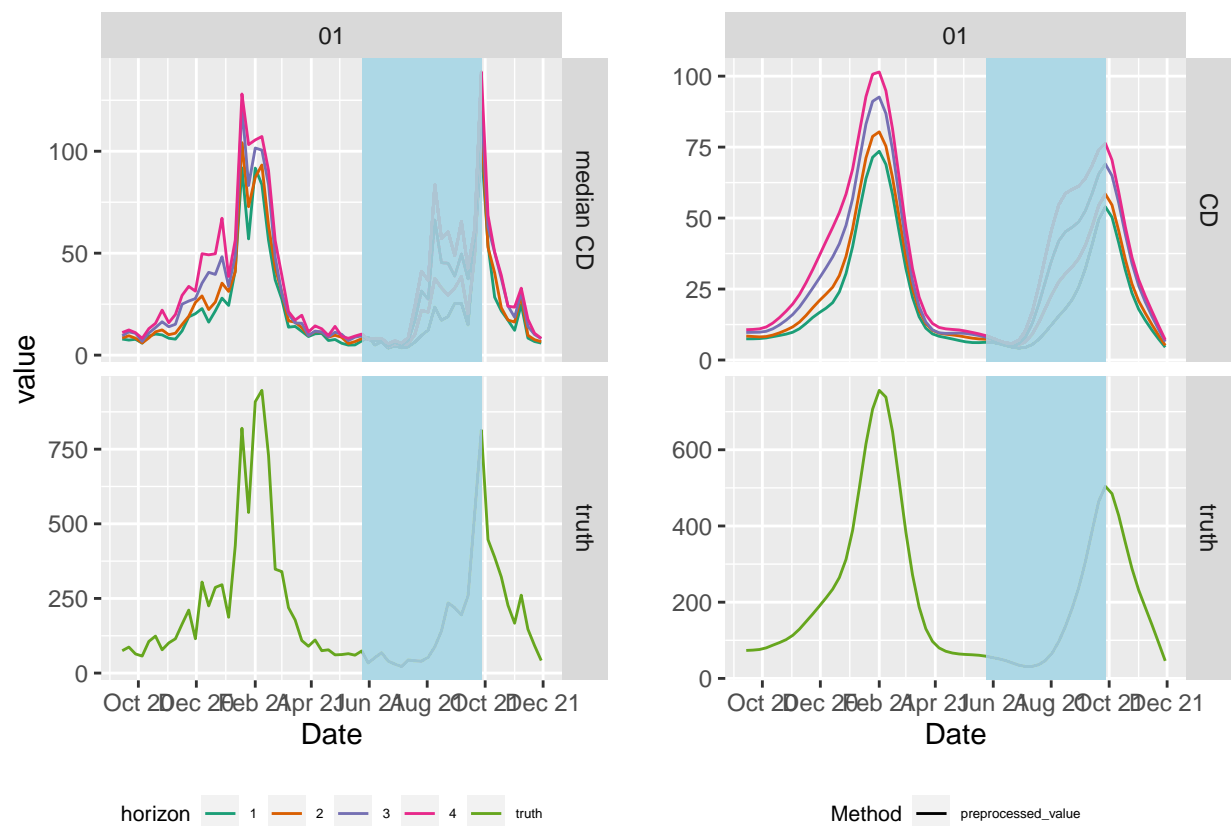 01
01
100
50
0
median CD
100
75
50
25
0
CD
value
750
500
250
0
truth
600
400
200
0
truth
Oct 20 Dec 20 Feb 21 Apr 21 Jun 21 Aug 21 Oct 21 Dec 21
Oct 20 Dec 20 Feb 21 Apr 21 Jun 21 Aug 21 Oct 21 Dec 21
Date
Date
horizon 1 2 3 4 truth
Method preprocessed_value